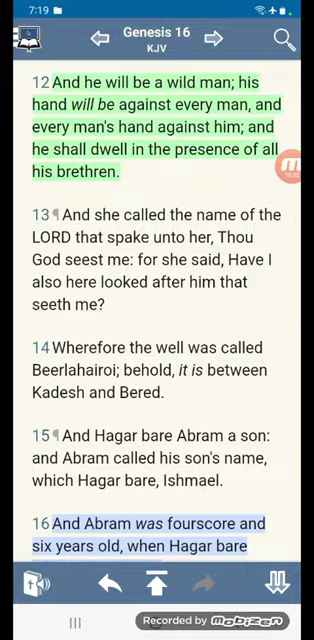 7:19
Genesis 16
KJV
12 And he will be a wild man; his
hand will be against every man, and
every man's hand against him; and
he shall dwell in the presence of all
his brethren.
13 ¶ And she called the name of the
LORD that spake unto her, Thou
God seest me: for she said, Have I
also here looked after him that
seeth me?
14 Wherefore the well was called
Beerlahairoi; behold, it is between
Kadesh and Bered.
15 ¶ And Hagar bare Abram a son:
and Abram called his son's name,
which Hagar bare, Ishmael.
16 And Abram was fourscore and
six years old, when Hagar bare
Recorded by mobizen